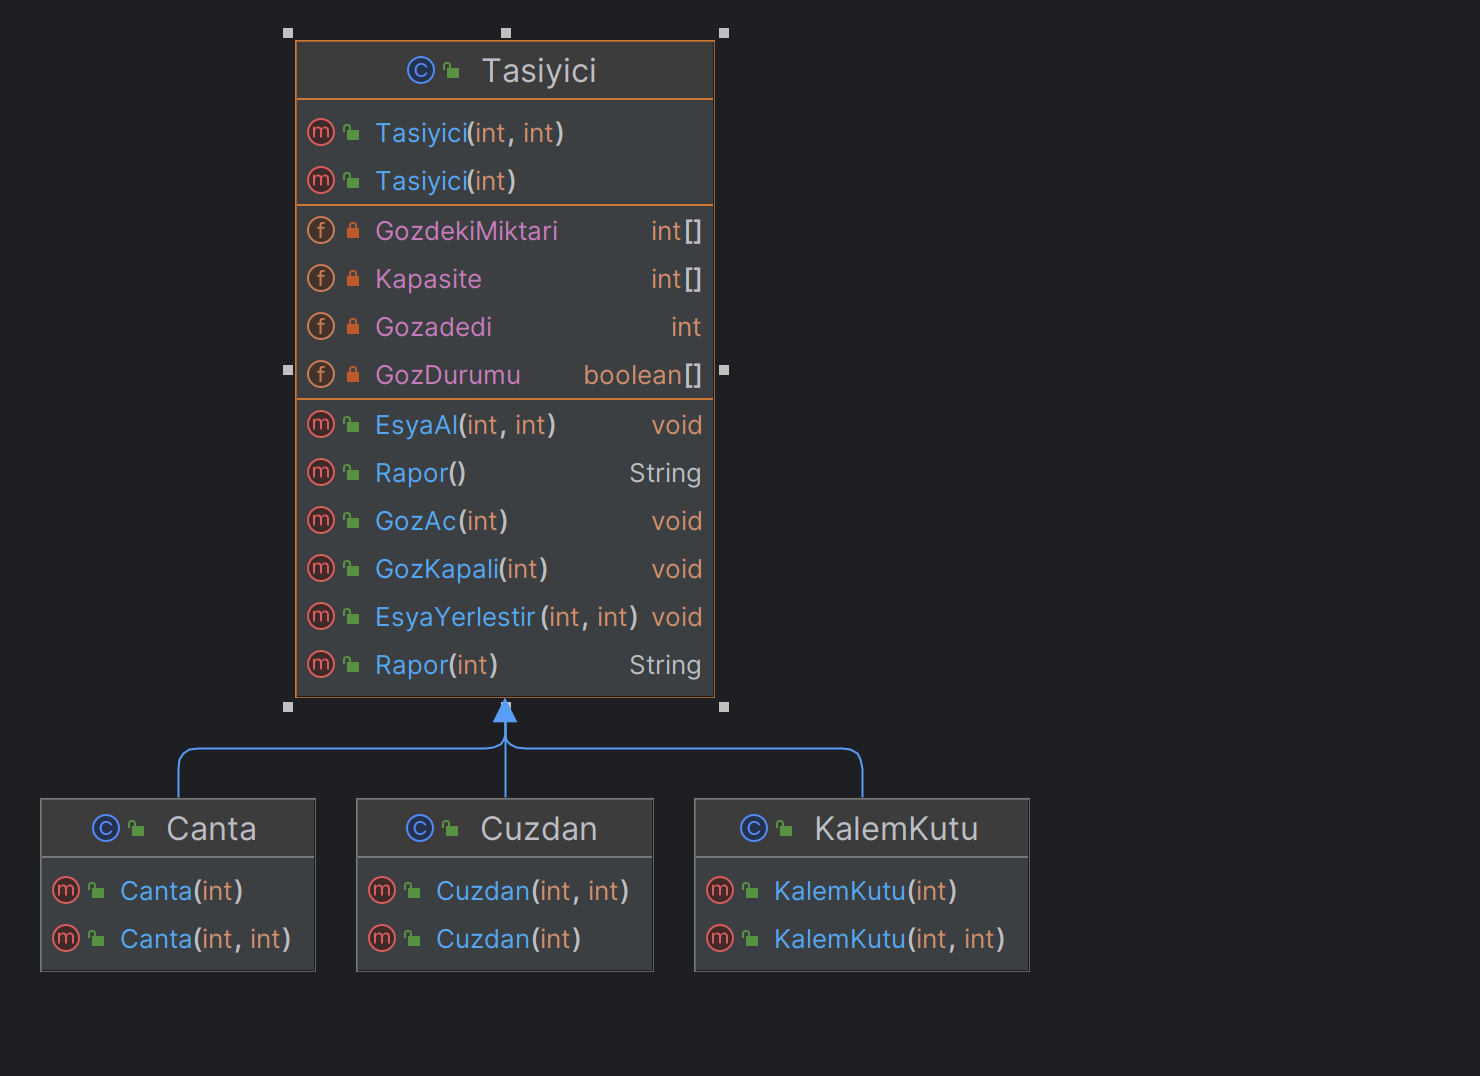 Tasiyici
Tasiyici(int, int)
Tasiyici(int)
GozdekiMiktari int[]
Kapasite int[]
Gozadedi int
GozDurumu boolean[]
EsyaAl(int, int) void
Rapor() String
GozAc(int) void
GozKapali(int) void
EsyaYerlestir(int, int) void
Rapor(int) String
Canta
Canta(int)
Canta(int, int)
Cuzdan
Cuzdan(int, int)
Cuzdan(int)
KalemKutu
KalemKutu(int)
KalemKutu(int, int)